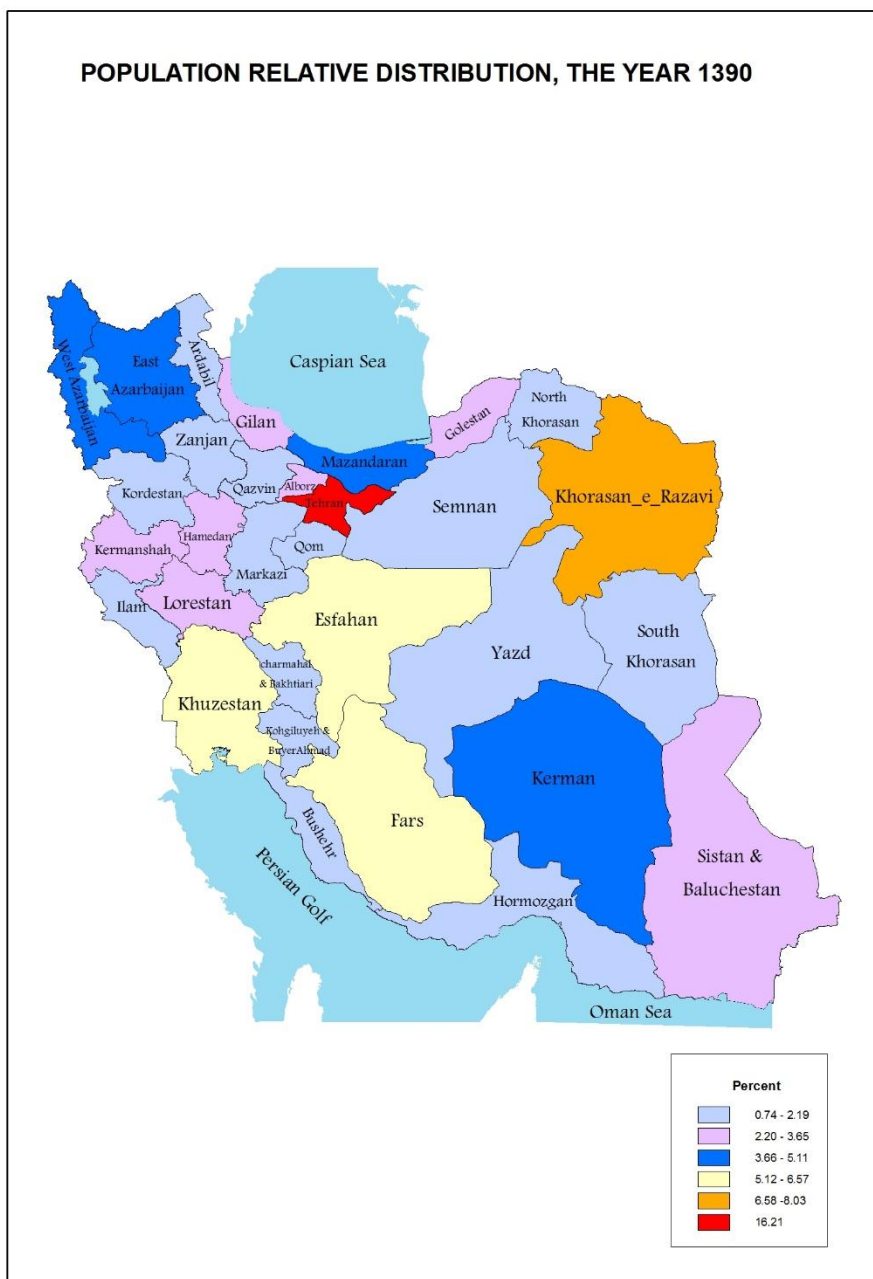 POPULATION RELATIVE DISTRIBUTION, THE YEAR 1390
Caspian Sea
West Azarbaijan
East
Azarbaijan
Ardabil
Gilan
Zanjan
Mazandaran
Golestan
North
Khorasan
Kordestan
Qazvin
Alborz
Tehran
Semnan
Khorasan_e_Razavi
Kermanshah
Hamedan
Markazi
Qom
Ilam
Lorestan
Esfahan
Yazd
South
Khorasan
charmahal
& Bakhtiari
Khuzestan
Kohgiluyeh &
BuyerAhmad
Kerman
Fars
Bushehr
Sistan &
Baluchestan
Persian Golf
Hormozgan
Oman Sea
Percent
0.74 - 2.19
2.20 - 3.65
3.66 - 5.11
5.12 - 6.57
6.58 -8.03
16.21